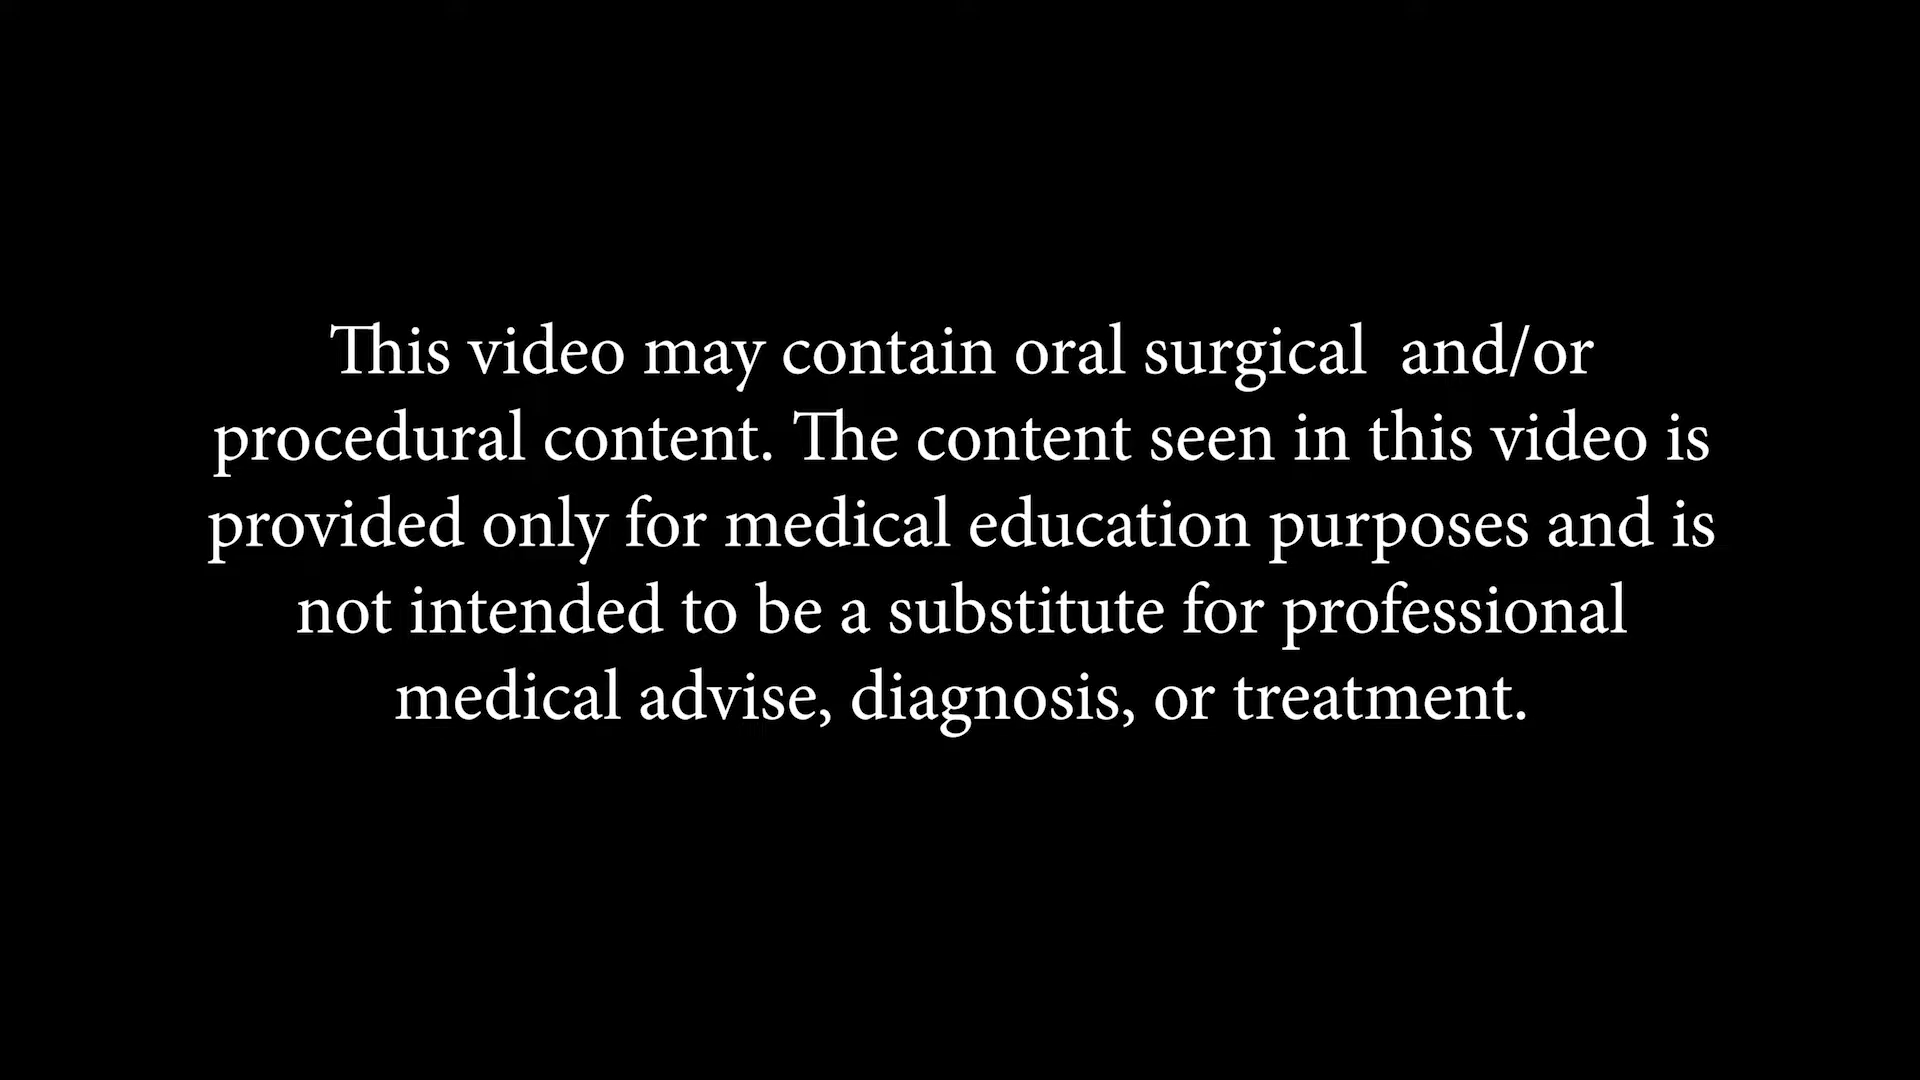 This video may contain oral surgical  and/or
procedural content. The content seen in this video is
provided only for medical education purposes and is
not intended to be a substitute for professional
medical advise, diagnosis, or treatment.